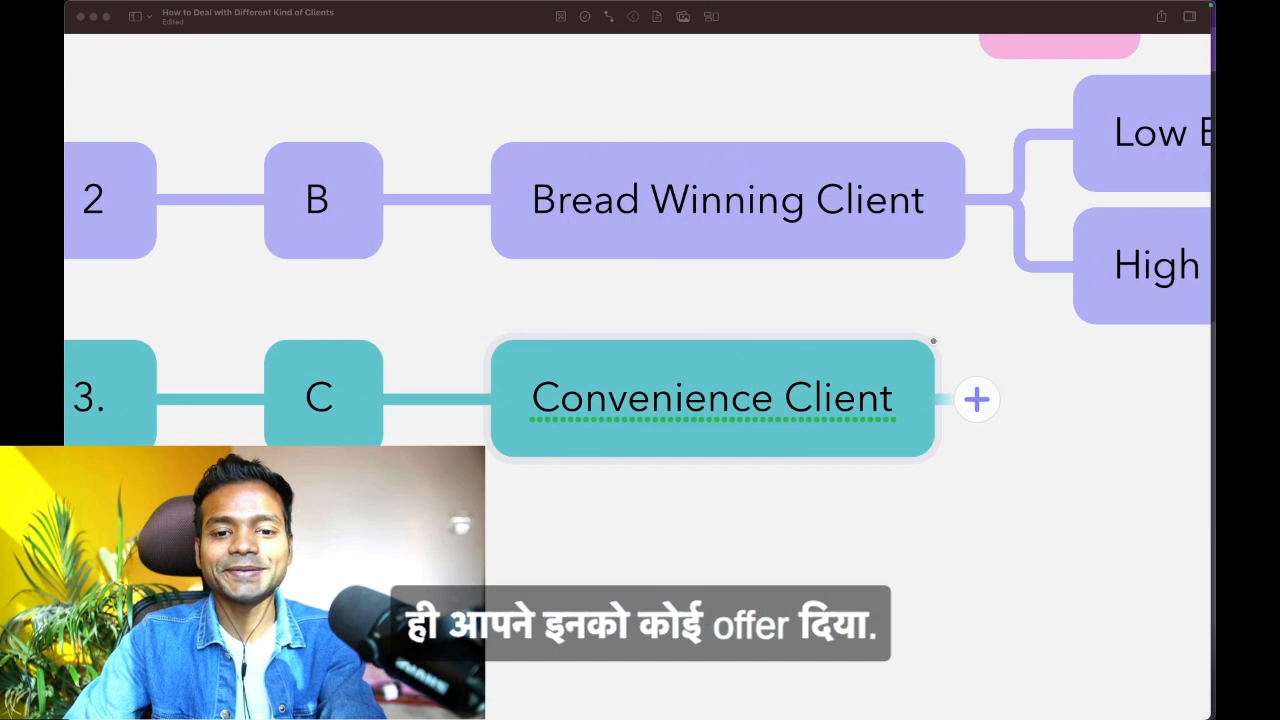 How to Deal with Different Kind of Clients
Edited
Low
2
B
Bread Winning Client
High
3.
C
Convenience Client
ही आपने इनको कोई offer दिया.